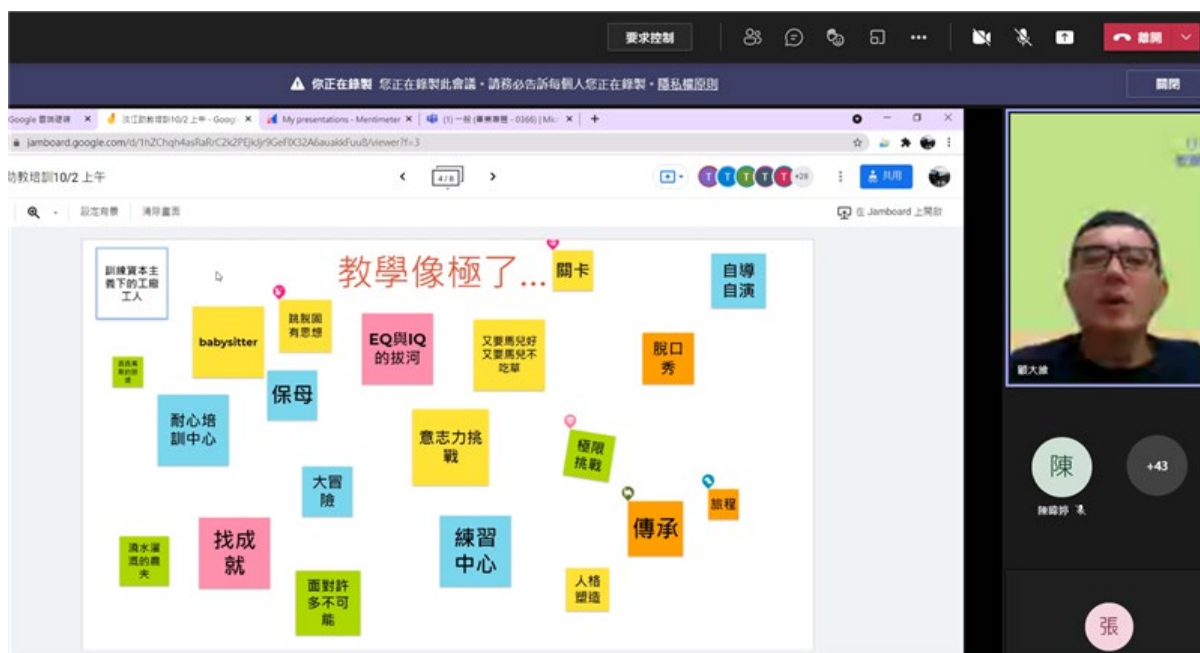 要求控制
離開
你正在錄製 您正在錄製此會議。請務必告訴每個人您正在錄製。隱私權原則
關閉
My presentations - Mentimeter
助教培訓10/2 上午
4/8
+28
共用
設定背景
清除畫面
在 Jamboard 上開啟
教學像極了...
訓練資本主
義下的工廠
工人
babysitter
跳脫固
有思想
EQ與IQ
的拔河
又要馬兒好
又要馬兒不
吃草
關卡
自導
自演
脫口
秀
保母
耐心培
訓中心
意志力挑
戰
極限
挑戰
大冒
險
傳承
旅程
澆水灌
溉的農
夫
找成
就
練習
中心
面對許
多不可
能
人格
塑造
顧大維
陳
+43
張